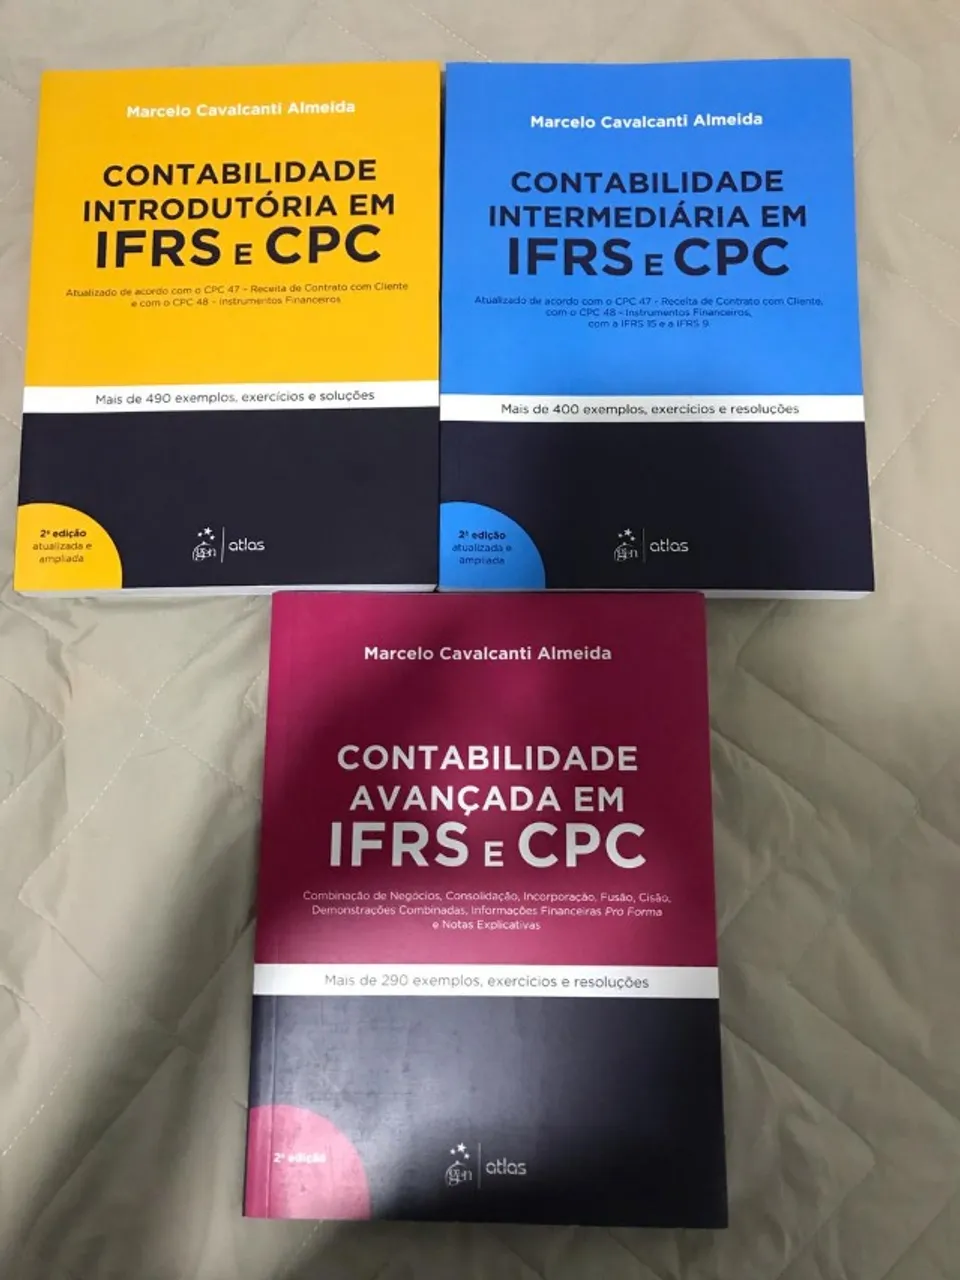 Marcelo Cavalcanti Almeida
CONTABILIDADE
INTRODUTÓRIA EM
IFRS E CPC
Atualizado de acordo com o CPC 47 - Receita de Contrato com Cliente
e com o CPC 48 - Instrumentos Financeiros
Mais de 490 exemplos, exercícios e soluções
2ª edição
atualizada e
ampliada
gen
atlas
Marcelo Cavalcanti Almeida
CONTABILIDADE
INTERMEDIÁRIA EM
IFRS E CPC
Atualizado de acordo com o CPC 47 - Receita de Contrato com Cliente,
com o CPC 48 - Instrumentos Financeiros,
com a IFRS 15 e a IFRS 9
Mais de 400 exemplos, exercícios e resoluções
2ª edição
atualizada e
ampliada
gen
atlas
Marcelo Cavalcanti Almeida
CONTABILIDADE
AVANÇADA EM
IFRS E CPC
Combinação de Negócios, Consolidação, Incorporação, Fusão, Cisão,
Demonstrações Combinadas, Informações Financeiras Pro Forma
e Notas Explicativas
Mais de 290 exemplos, exercícios e resoluções
2ª edição
gen
atlas